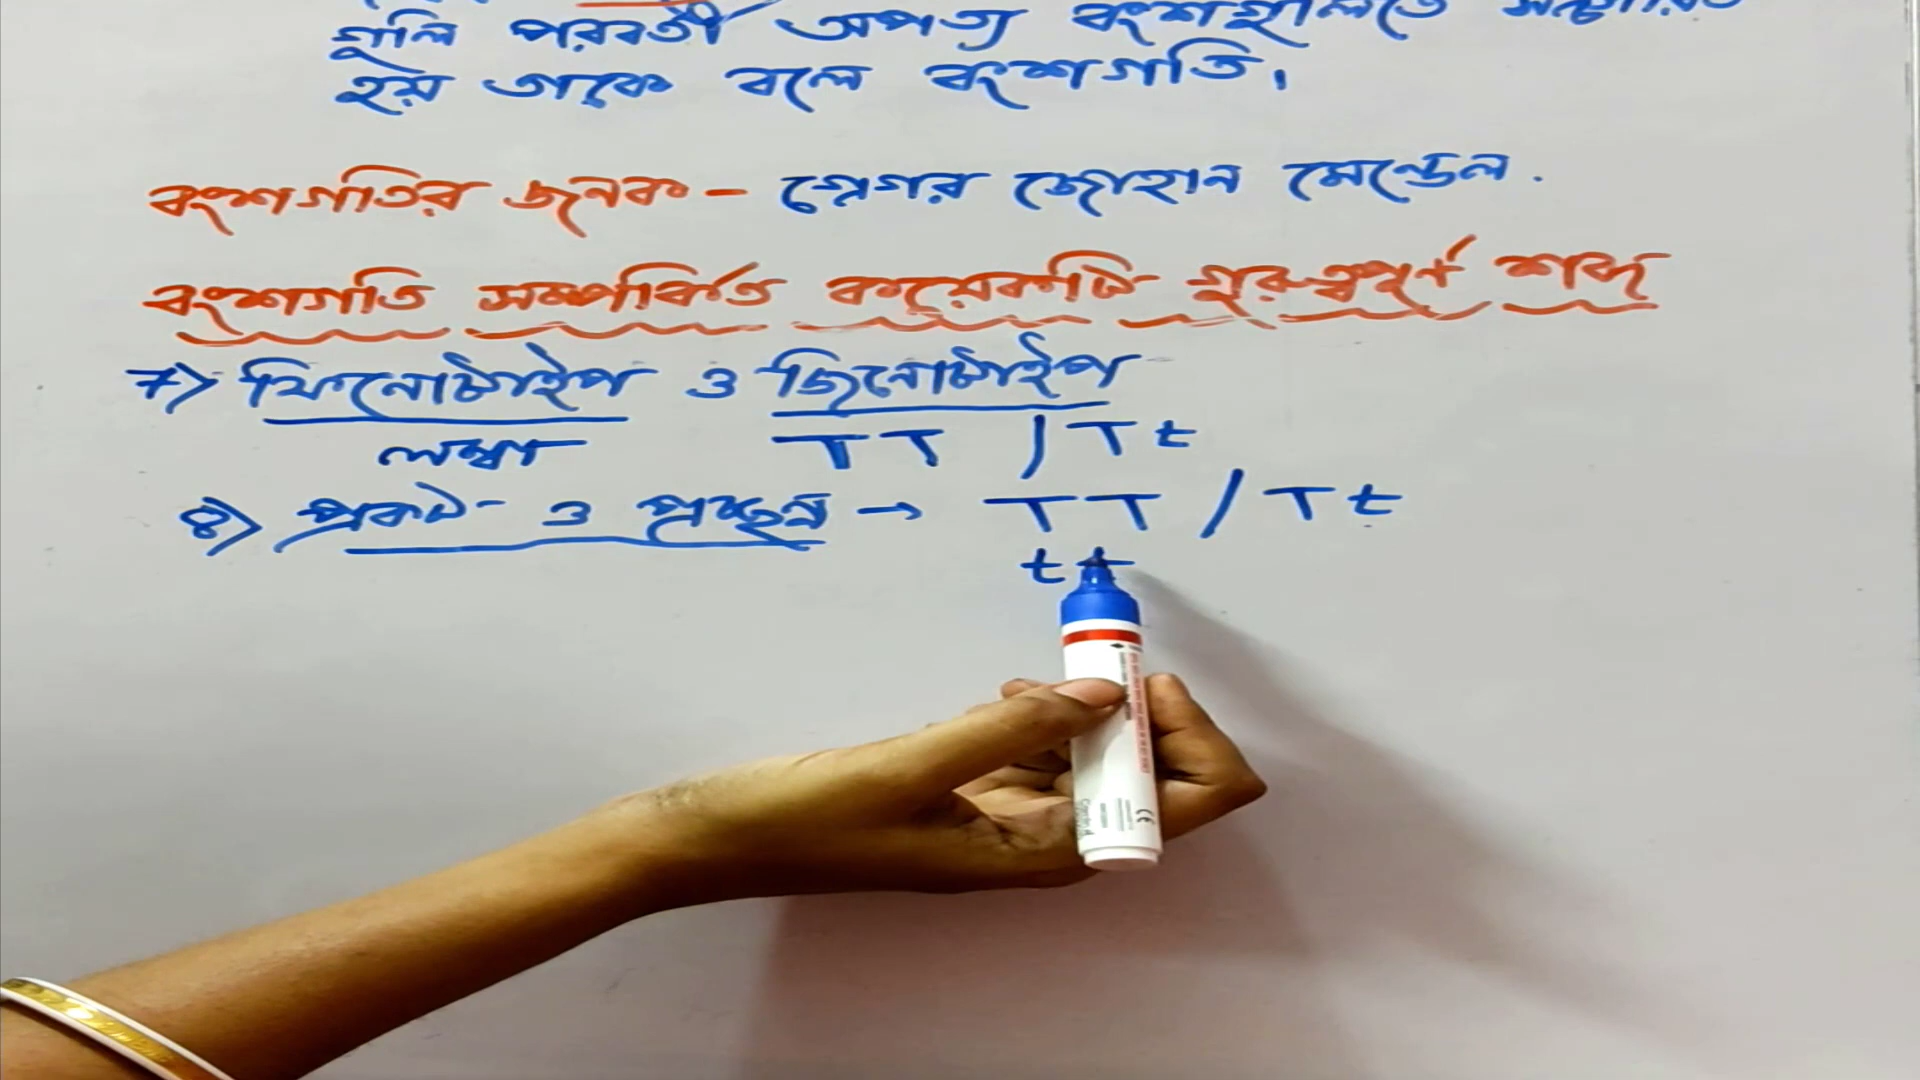 গুলি পরবর্তী অপত্য বংশগুলিতে সঞ্চারিত
হয় তাকে বলে বংশগতি।
বংশগতির জনক - গ্রেগর জোহান মেন্ডেল.
বংশগতি সম্পর্কিত কয়েকটি গুরুত্বপূর্ণ শব্দ
7) ফিনোটাইপ ও জিনোটাইপ
লম্বা TT / Tt
8) প্রকট ও প্রচ্ছন্ন → TT / Tt
tt